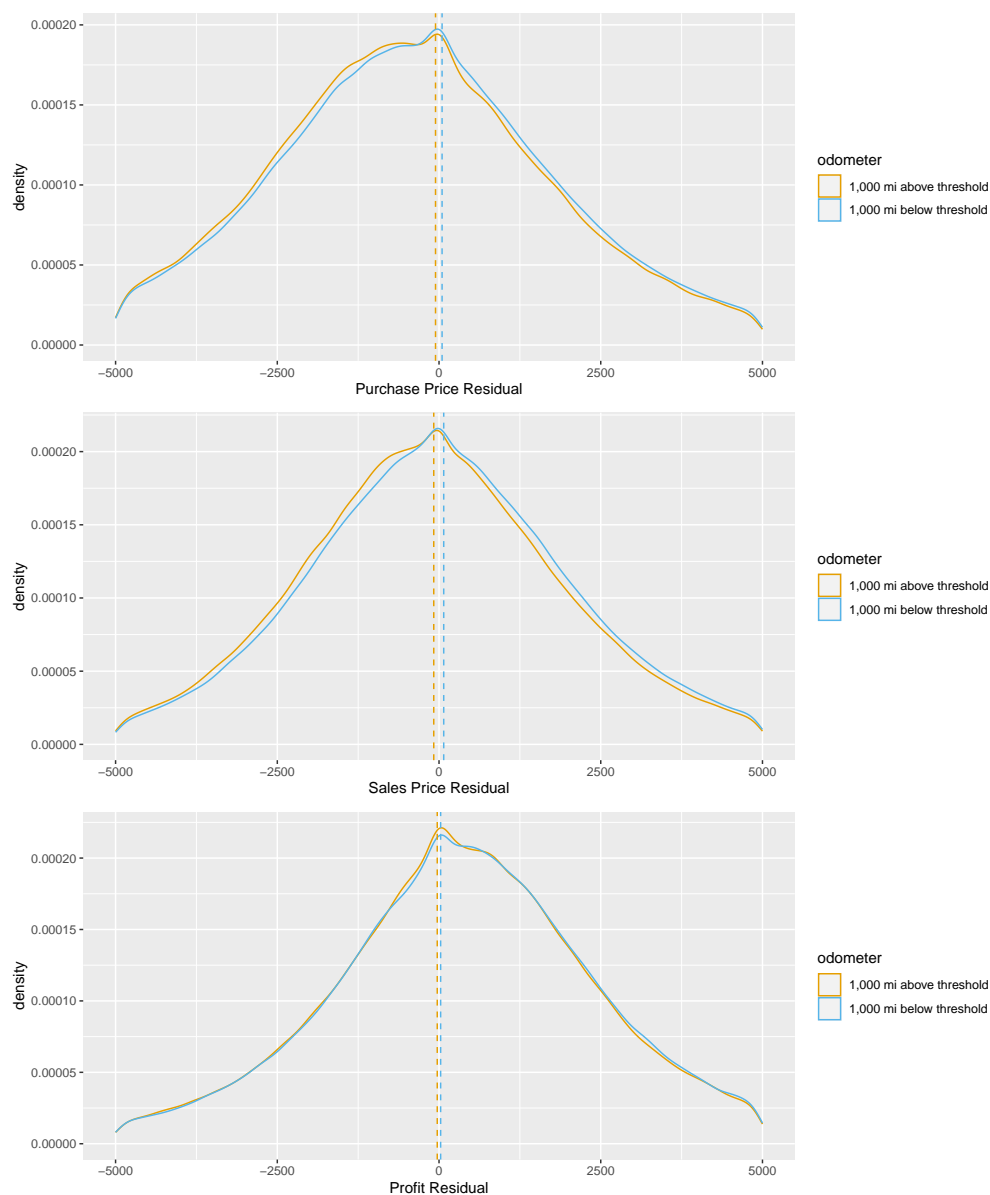 0.00020
0.00015
0.00010
0.00005
0.00000
density
−5000 −2500 0 2500 5000
Purchase Price Residual
odometer
1,000 mi above threshold
1,000 mi below threshold
0.00020
0.00015
0.00010
0.00005
0.00000
density
−5000 −2500 0 2500 5000
Sales Price Residual
odometer
1,000 mi above threshold
1,000 mi below threshold
0.00020
0.00015
0.00010
0.00005
0.00000
density
−5000 −2500 0 2500 5000
Profit Residual
odometer
1,000 mi above threshold
1,000 mi below threshold